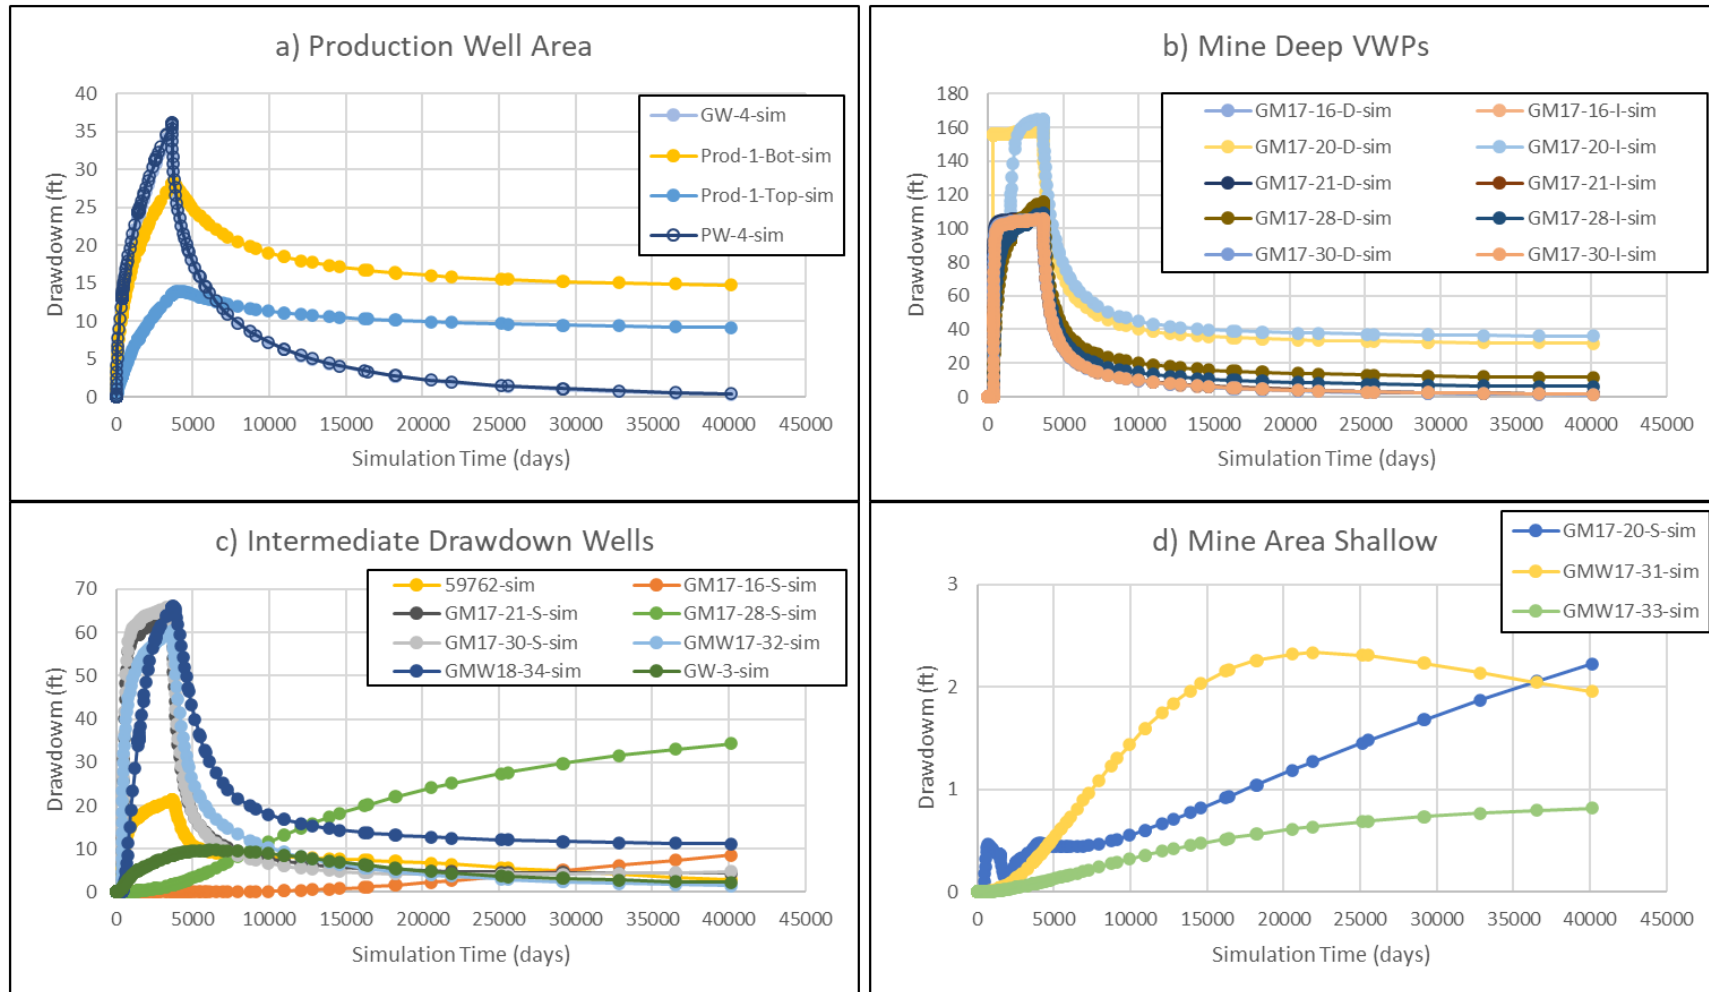 a) Production Well Area
40
35
30
25
20
15
10
5
0
Drawdowm (ft)
0 5000 10000 15000 20000 25000 30000 35000 40000 45000
Simulation Time (days)
GW-4-sim
Prod-1-Bot-sim
Prod-1-Top-sim
PW-4-sim
b) Mine Deep VWPs
180
160
140
120
100
80
60
40
20
0
Drawdowm (ft)
0 5000 10000 15000 20000 25000 30000 35000 40000 45000
Simulation Time (days)
GM17-16-D-sim GM17-16-I-sim
GM17-20-D-sim GM17-20-I-sim
GM17-21-D-sim GM17-21-I-sim
GM17-28-D-sim GM17-28-I-sim
GM17-30-D-sim GM17-30-I-sim
c) Intermediate Drawdown Wells
70
60
50
40
30
20
10
0
Drawdowm (ft)
0 5000 10000 15000 20000 25000 30000 35000 40000 45000
Simulation Time (days)
59762-sim GM17-16-S-sim
GM17-21-S-sim GM17-28-S-sim
GM17-30-S-sim GMW17-32-sim
GMW18-34-sim GW-3-sim
d) Mine Area Shallow
3
2
1
0
Drawdowm (ft)
0 5000 10000 15000 20000 25000 30000 35000 40000 45000
Simulation Time (days)
GM17-20-S-sim
GMW17-31-sim
GMW17-33-sim